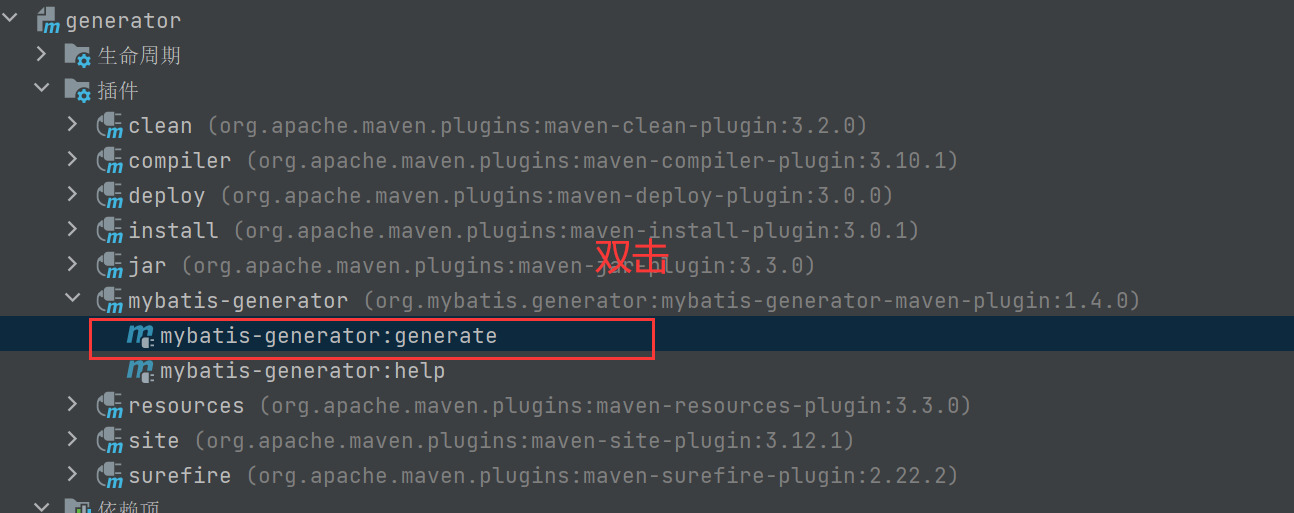 generator
生命周期
插件
clean (org.apache.maven.plugins:maven-clean-plugin:3.2.0)
compiler (org.apache.maven.plugins:maven-compiler-plugin:3.10.1)
deploy (org.apache.maven.plugins:maven-deploy-plugin:3.0.0)
install (org.apache.maven.plugins:maven-install-plugin:3.0.1)
双击
jar (org.apache.maven.plugins:maven-jar-plugin:3.3.0)
mybatis-generator (org.mybatis.generator:mybatis-generator-maven-plugin:1.4.0)
mybatis-generator:generate
mybatis-generator:help
resources (org.apache.maven.plugins:maven-resources-plugin:3.3.0)
site (org.apache.maven.plugins:maven-site-plugin:3.12.1)
surefire (org.apache.maven.plugins:maven-surefire-plugin:2.22.2)
依赖项